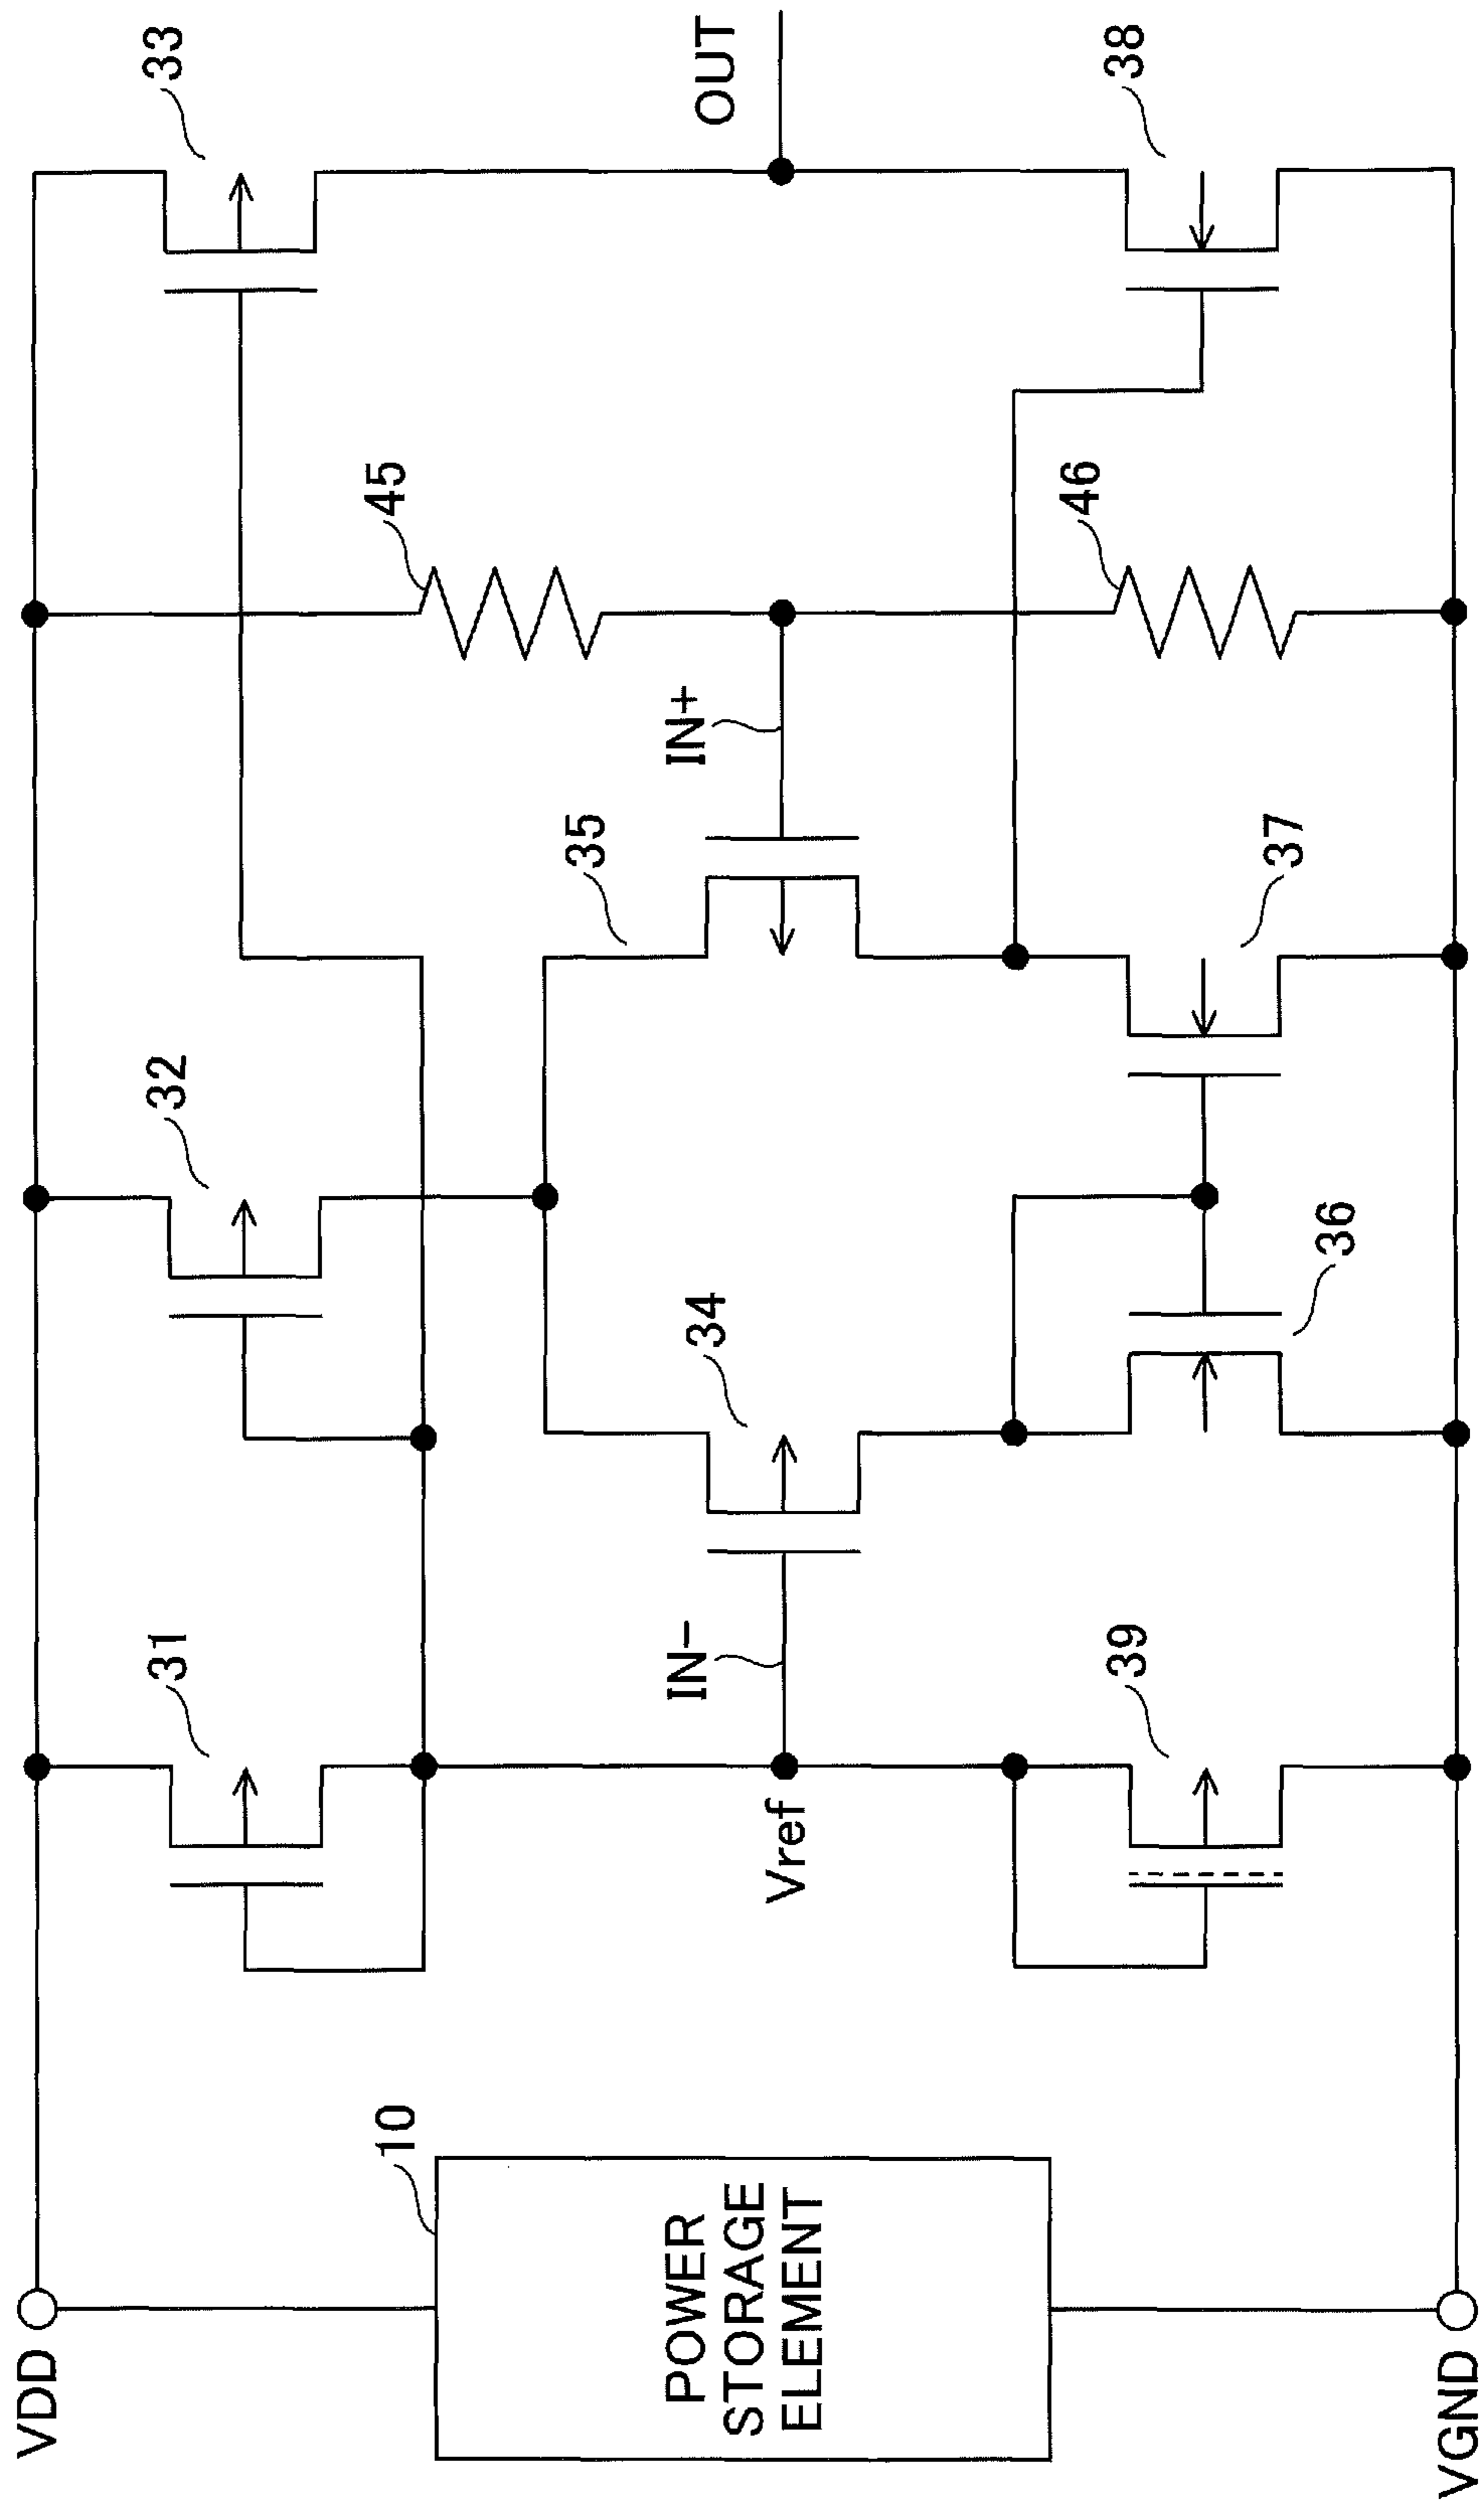 VDD
31
32
33
10
45
34
35
IN-
IN+
OUT
POWER
STORAGE
ELEMENT
Vref
39
36
37
46
38
VGND